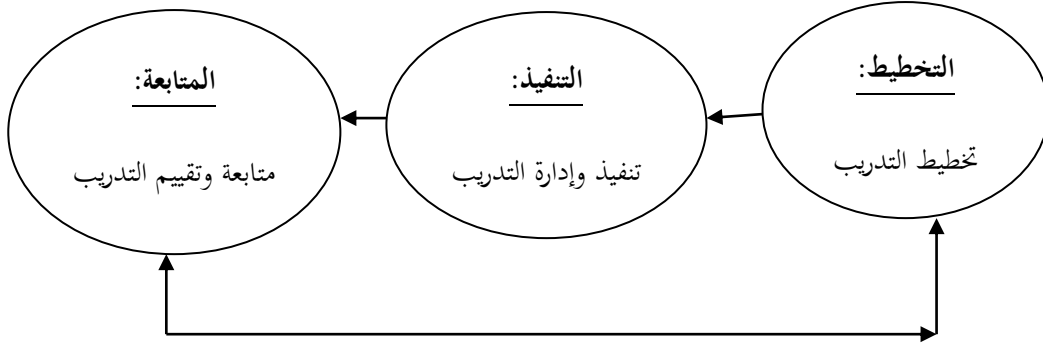 التخطيط:
تخطيط التدريب
التنفيذ:
تنفيذ وإدارة التدريب
المتابعة:
متابعة وتقييم التدريب